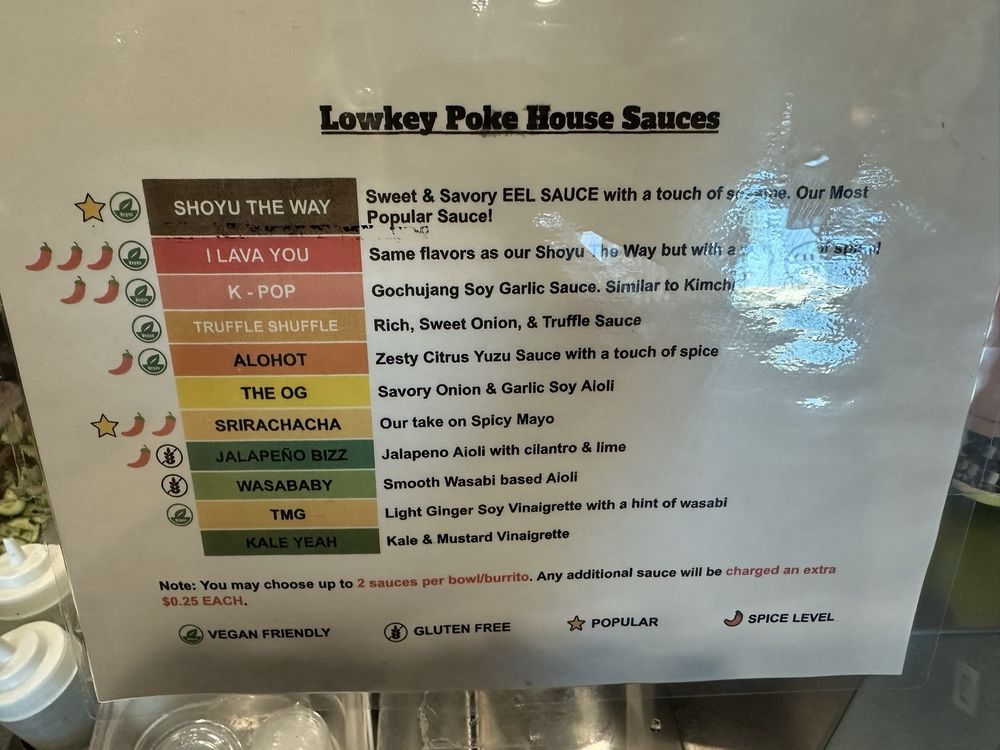 Lowkey Poke House Sauces
SHOYU THE WAY Sweet & Savory EEL SAUCE with a touch of Our Most
Popular Sauce!
I LAVA YOU Same flavors as our Shoyu The Way but with a
K - POP Gochujang Soy Garlic Sauce. Similar to Kimchi
TRUFFLE SHUFFLE Rich, Sweet Onion, & Truffle Sauce
ALOHOT Zesty Citrus Yuzu Sauce with a touch of spice
THE OG Savory Onion & Garlic Soy Aioli
SRIRACHACHA Our take on Spicy Mayo
JALAPEÑO BIZZ Jalapeno Aioli with cilantro & lime
WASABABY Smooth Wasabi based Aioli
TMG Light Ginger Soy Vinaigrette with a hint of wasabi
KALE YEAH Kale & Mustard Vinaigrette
Note: You may choose up to 2 sauces per bowl/burrito. Any additional sauce will be charged an extra
$0.25 EACH.
VEGAN FRIENDLY GLUTEN FREE POPULAR SPICE LEVEL